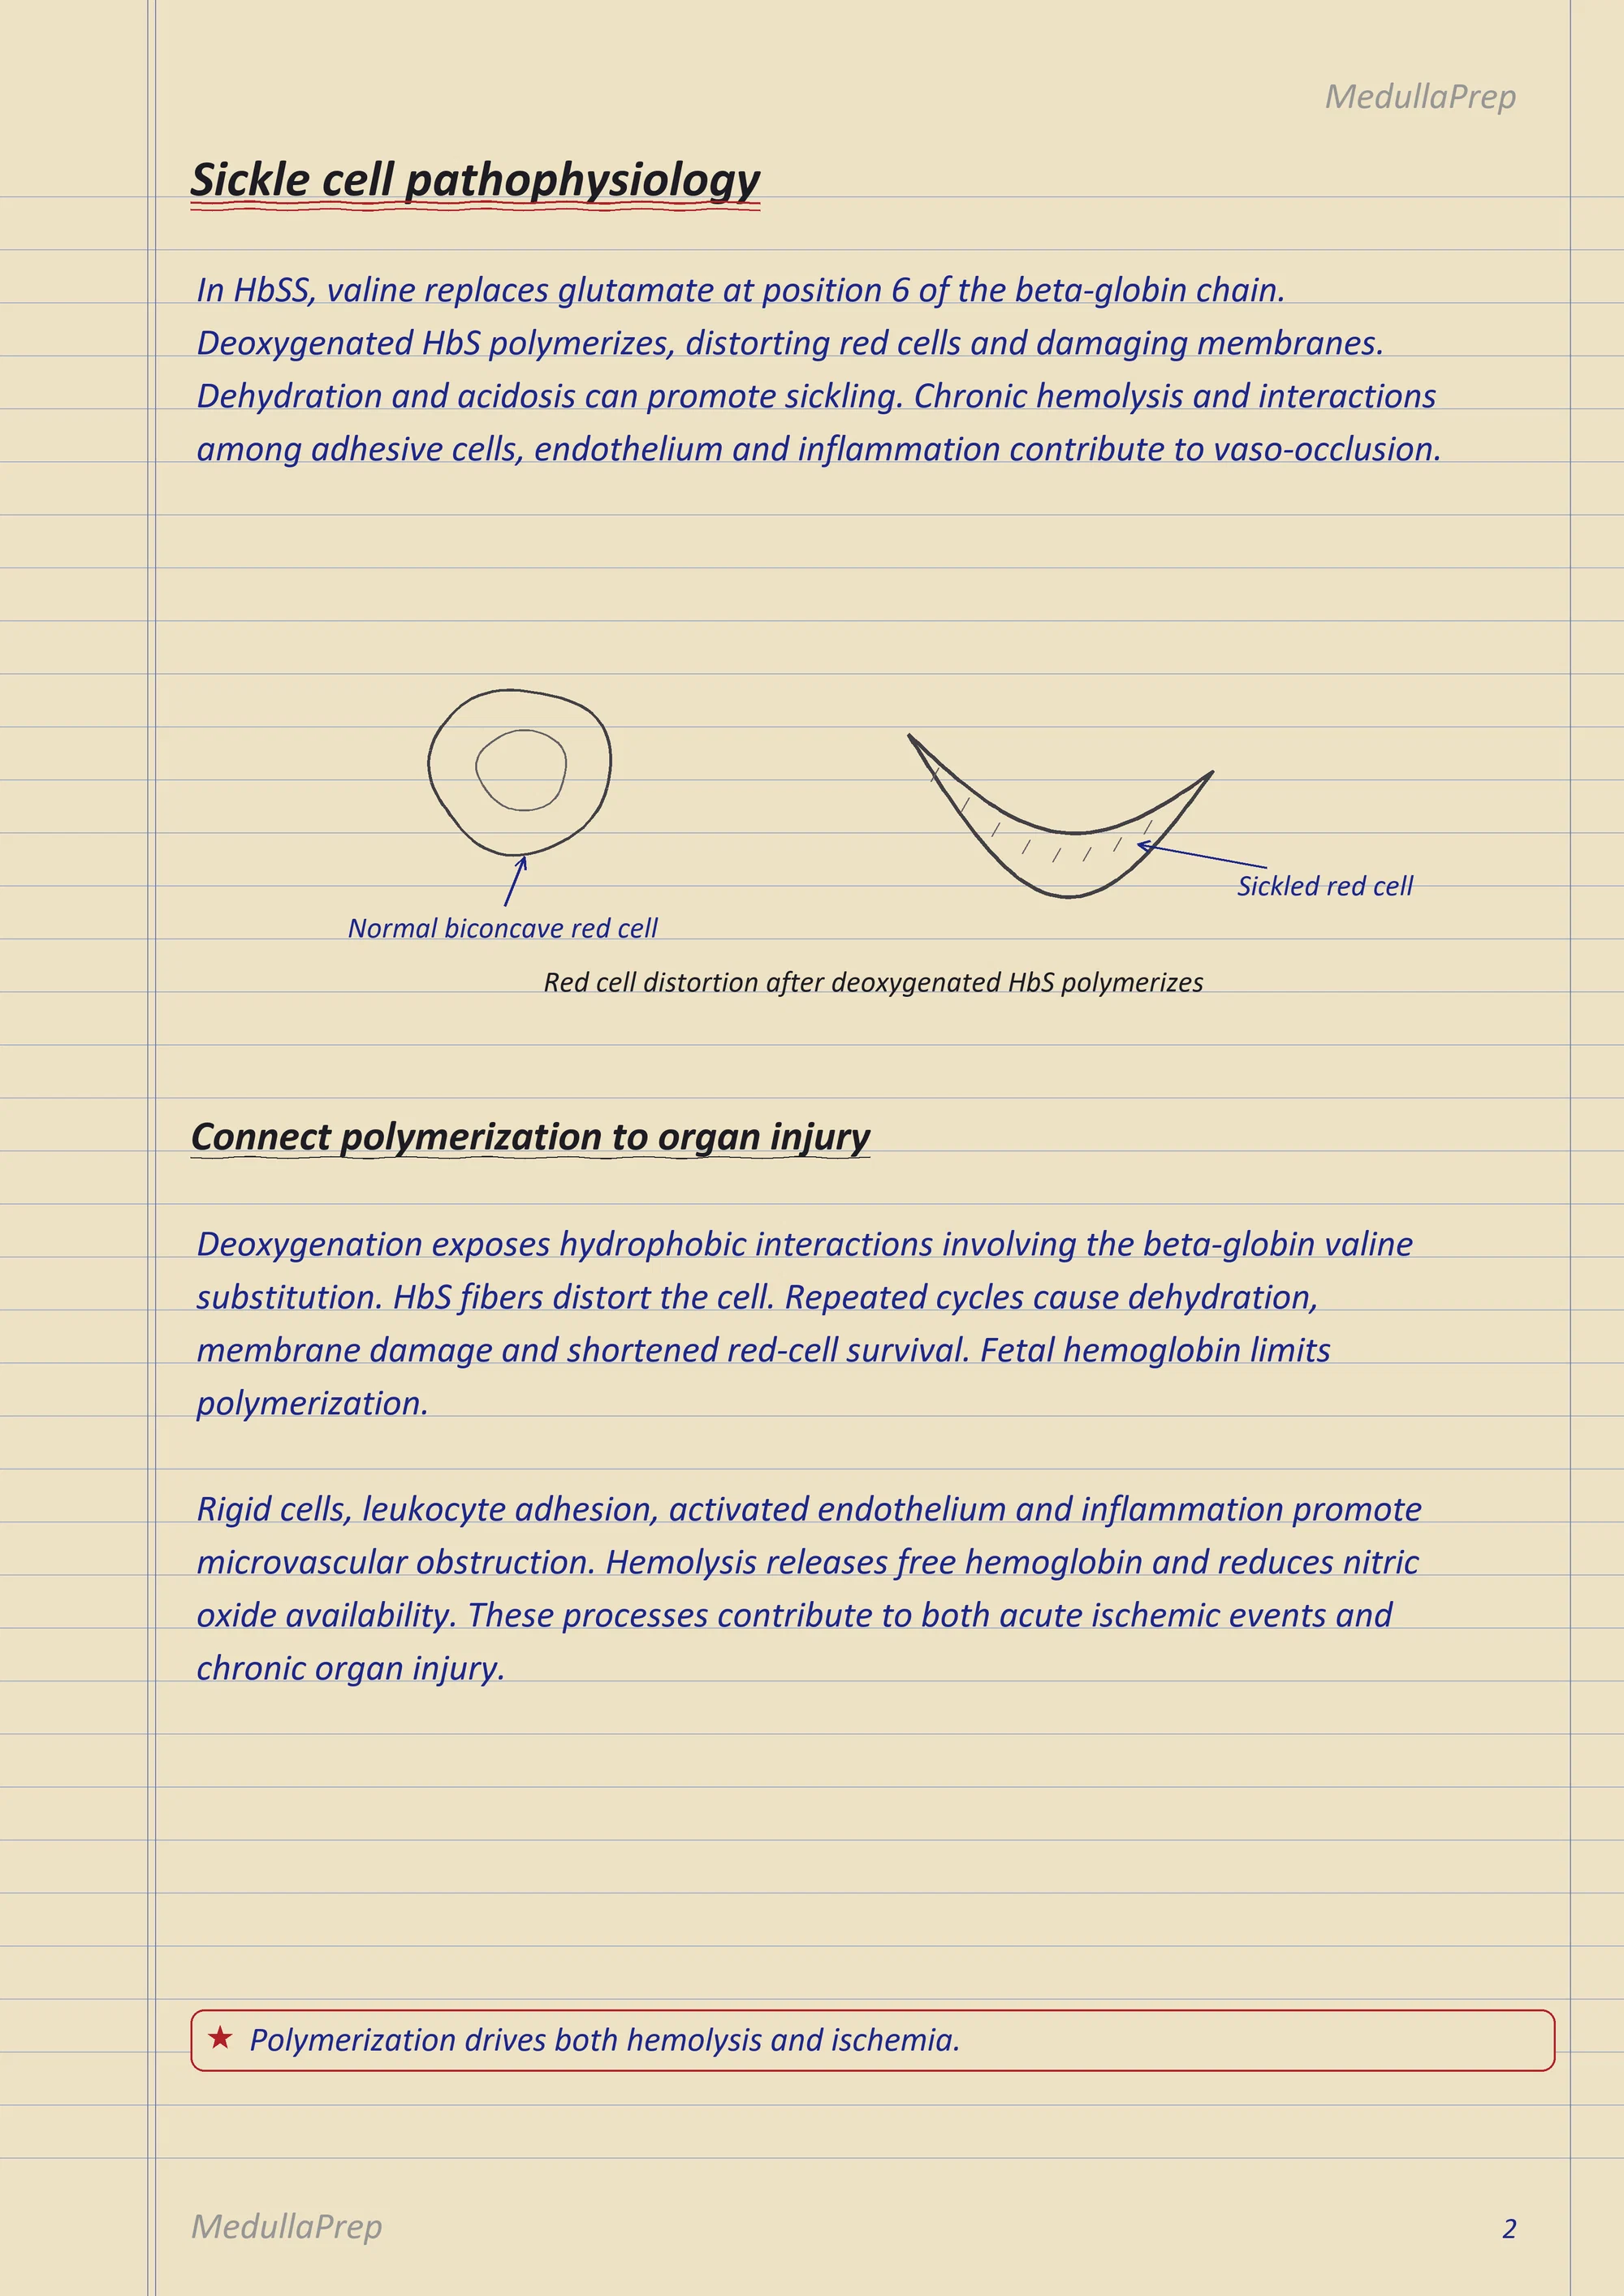 MedullaPrep
Sickle cell pathophysiology
In HbSS, valine replaces glutamate at position 6 of the beta-globin chain.
Deoxygenated HbS polymerizes, distorting red cells and damaging membranes.
Dehydration and acidosis can promote sickling. Chronic hemolysis and interactions
among adhesive cells, endothelium and inflammation contribute to vaso-occlusion.
Sickled red cell
Normal biconcave red cell
Red cell distortion after deoxygenated HbS polymerizes
Connect polymerization to organ injury
Deoxygenation exposes hydrophobic interactions involving the beta-globin valine
substitution. HbS fibers distort the cell. Repeated cycles cause dehydration,
membrane damage and shortened red-cell survival. Fetal hemoglobin limits
polymerization.
Rigid cells, leukocyte adhesion, activated endothelium and inflammation promote
microvascular obstruction. Hemolysis releases free hemoglobin and reduces nitric
oxide availability. These processes contribute to both acute ischemic events and
chronic organ injury.
★ Polymerization drives both hemolysis and ischemia.
MedullaPrep
2